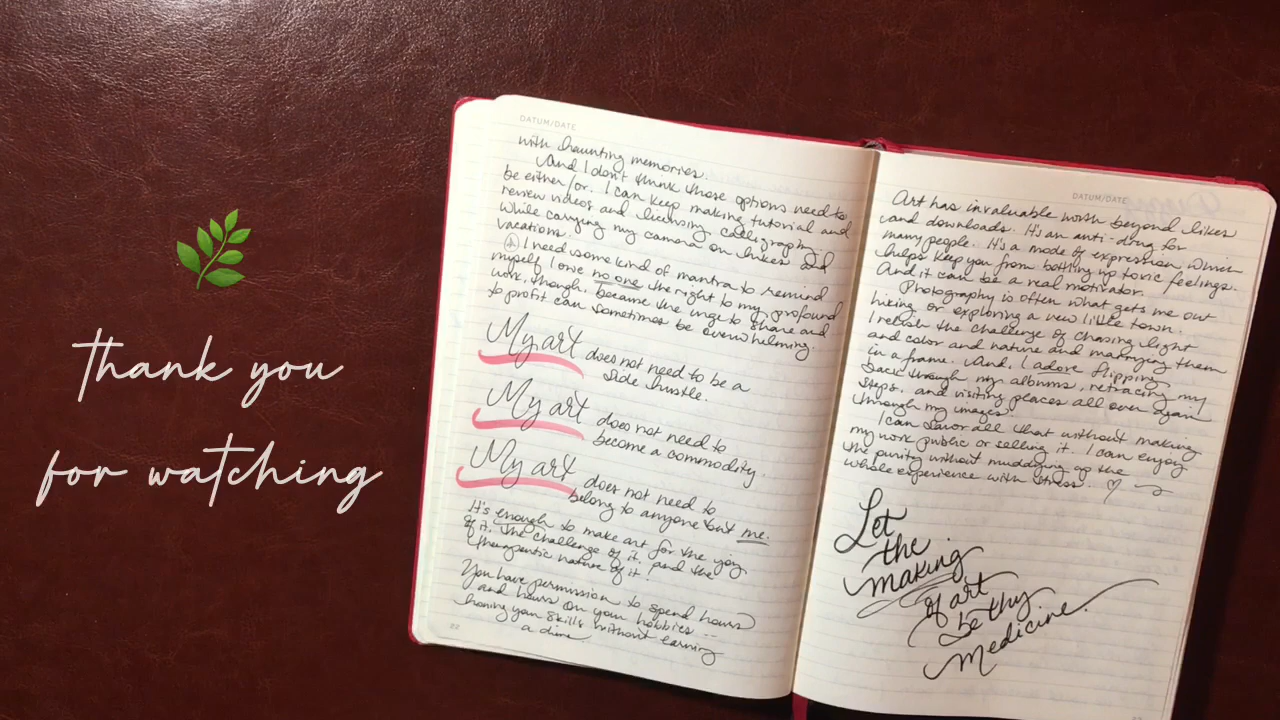 thank you
for watching
DATUM/DATE
with haunting memories.
And I don't think those options need to
be either/or. I can keep making tutorial and
review videos and licensing calligraphy
while carrying my camera on hikes and
vacations.
I need some kind of mantra to remind
myself I owe no one the right to my profound
work, though, because the urge to share and
to profit can sometimes be overwhelming.
My art does not need to be a
side hustle.
My art does not need to
become a commodity.
My art does not need to
belong to anyone but me.
It's enough to make art for the joy
of it. The challenge of it. And the
therapeutic nature of it.
You have permission to spend hours
and hours on your hobbies --
honing your skills without earning
a dime
22
DATUM/DATE
Art has invaluable worth beyond likes
and downloads. It's an anti-drug for
many people. It's a mode of expression which
helps keep you from bottling up toxic feelings.
And it can be a real motivator.
Photography is often what gets me out
hiking or exploring a new little town.
I relish the challenge of chasing light
and color and nature and managing them
in a frame. And, I adore flipping
back through my albums, retracing my
steps, and visiting places all over again
through my images.
I can savor all that without making
my work public or selling it. I can enjoy
the purity without muddying up the
whole experience with stress. ♡
Let
the
making
of art
be thy
medicine.